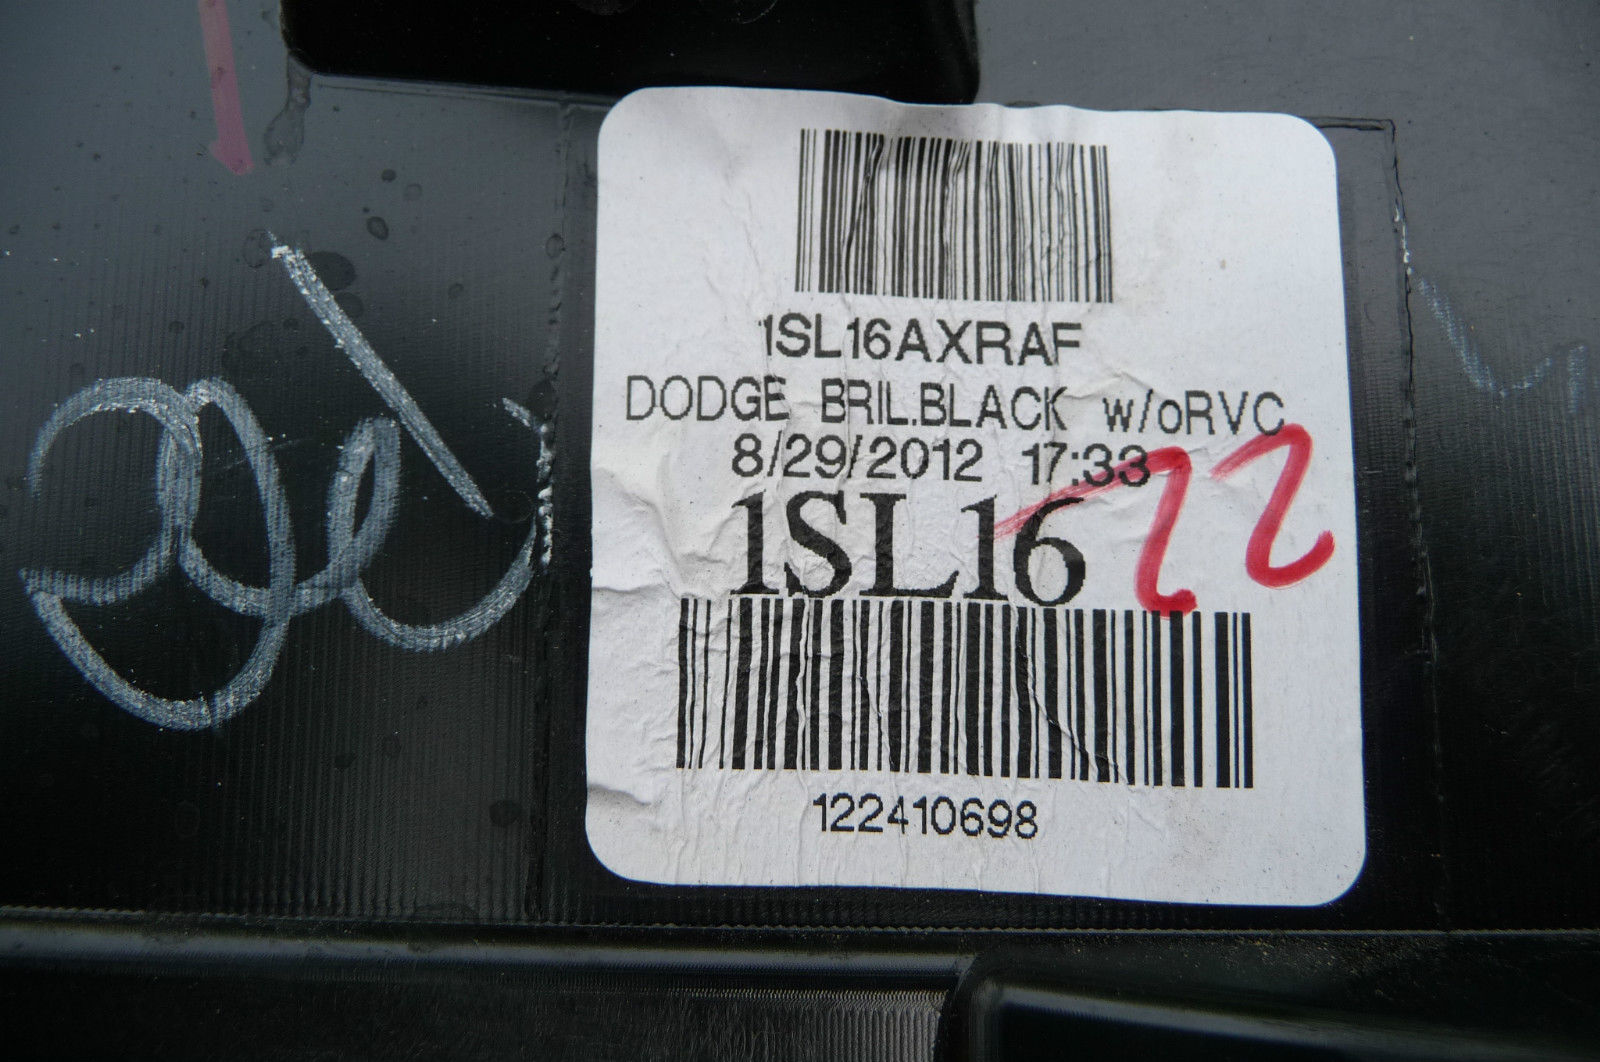 1SL16AXRAF
DODGE BRIL.BLACK w/oRVC
8/29/2012 17:33
1SL16
122410698